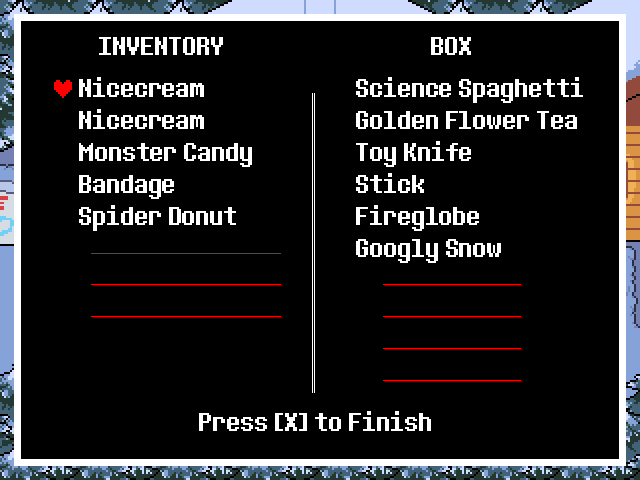 INVENTORY
Nicecream
Nicecream
Monster Candy
Bandage
Spider Donut
BOX
Science Spaghetti
Golden Flower Tea
Toy Knife
Stick
Fireglobe
Googly Snow
Press [X] to Finish